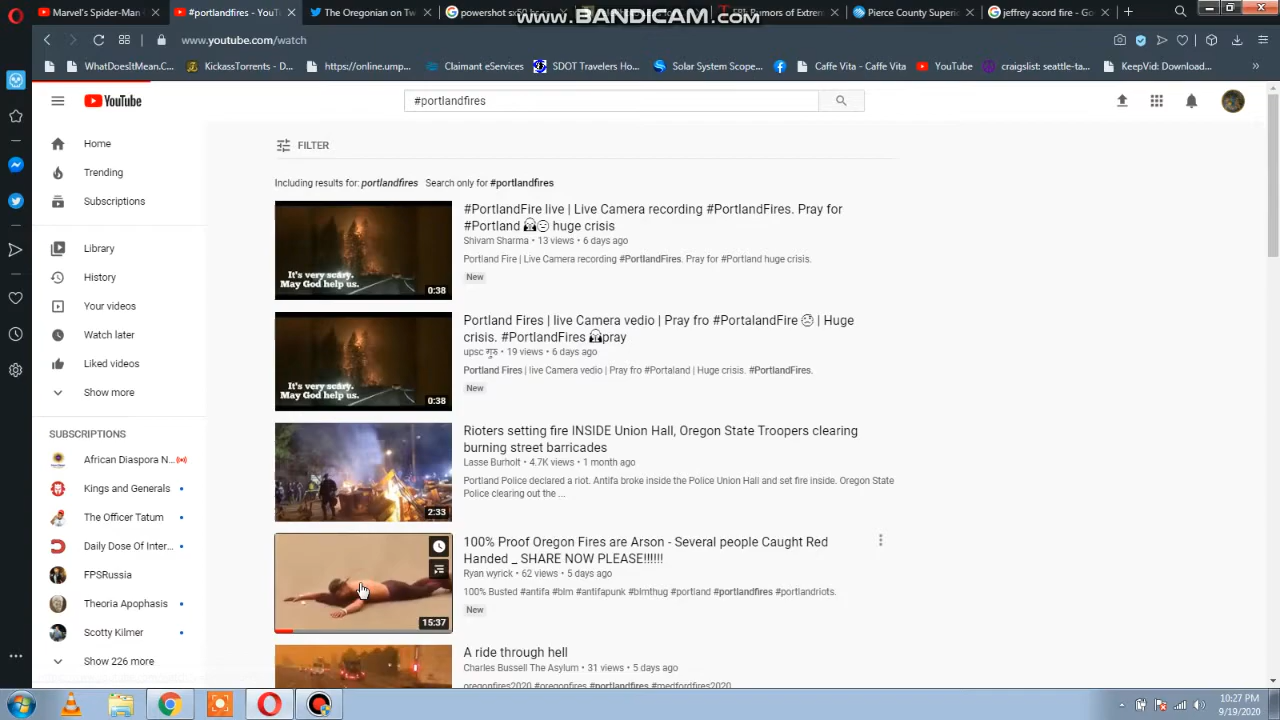 www.BANDICAM.com
Marvel's Spider-Man
#portlandfires - YouT
The Oregonian on Tw
powershot sx50
FBI: Rumors of Extrem
Pierce County Superio
jeffrey acord fire - Go
www.youtube.com/watch
WhatDoesItMean.C...
KickassTorrents - D...
https://online.ump...
Claimant eServices
SDOT Travelers Ho...
Solar System Scope...
Caffe Vita - Caffe Vita
YouTube
craigslist: seattle-ta...
KeepVid: Download...
»
YouTube
#portlandfires
Home
Trending
Subscriptions
Library
History
Your videos
Watch later
Liked videos
Show more
SUBSCRIPTIONS
African Diaspora N...
Kings and Generals
The Officer Tatum
Daily Dose Of Inter...
FPSRussia
Theoria Apophasis
Scotty Kilmer
Show 226 more
FILTER
Including results for: portlandfires Search only for #portlandfires
It's very scary.
May God help us.
0:38
#PortlandFire live | Live Camera recording #PortlandFires. Pray for
#Portland 🙏😔 huge crisis
Shivam Sharma • 13 views • 6 days ago
Portland Fire | Live Camera recording #PortlandFires. Pray for #Portland huge crisis.
New
It's very scary.
May God help us.
0:38
Portland Fires | live Camera vedio | Pray fro #PortalandFire 😥 | Huge
crisis. #PortlandFires 🙏pray
upsc गुरु • 19 views • 6 days ago
Portland Fires | live Camera vedio | Pray fro #Portaland | Huge crisis. #PortlandFires.
New
2:33
Rioters setting fire INSIDE Union Hall, Oregon State Troopers clearing
burning street barricades
Lasse Burholt • 4.7K views • 1 month ago
Portland Police declared a riot. Antifa broke inside the Police Union Hall and set fire inside. Oregon State
Police clearing out the ...
15:37
100% Proof Oregon Fires are Arson - Several people Caught Red
Handed _ SHARE NOW PLEASE!!!!!!
Ryan wyrick • 62 views • 5 days ago
100% Busted #antifa #blm #antifapunk #blmthug #portland #portlandfires #portlandriots.
New
A ride through hell
Charles Bussell The Asylum • 31 views • 5 days ago
oregonfires2020 #oregonfires #portlandfires #medfordfires2020
10:27 PM
9/19/2020